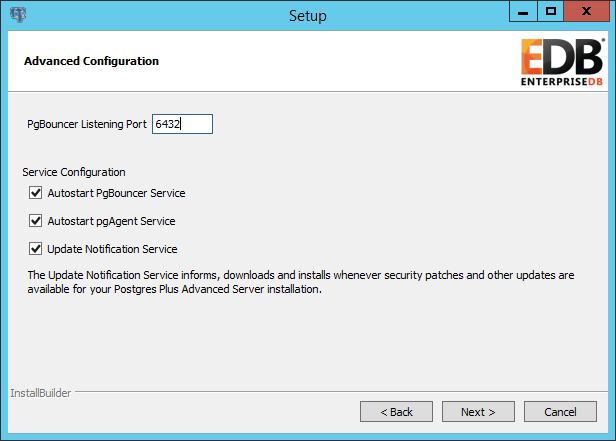 Setup
Advanced Configuration
EDB
ENTERPRISEDB
PgBouncer Listening Port 6432
Service Configuration
Autostart PgBouncer Service
Autostart pgAgent Service
Update Notification Service
The Update Notification Service informs, downloads and installs whenever security patches and other updates are
available for your Postgres Plus Advanced Server installation.
InstallBuilder
< Back Next > Cancel